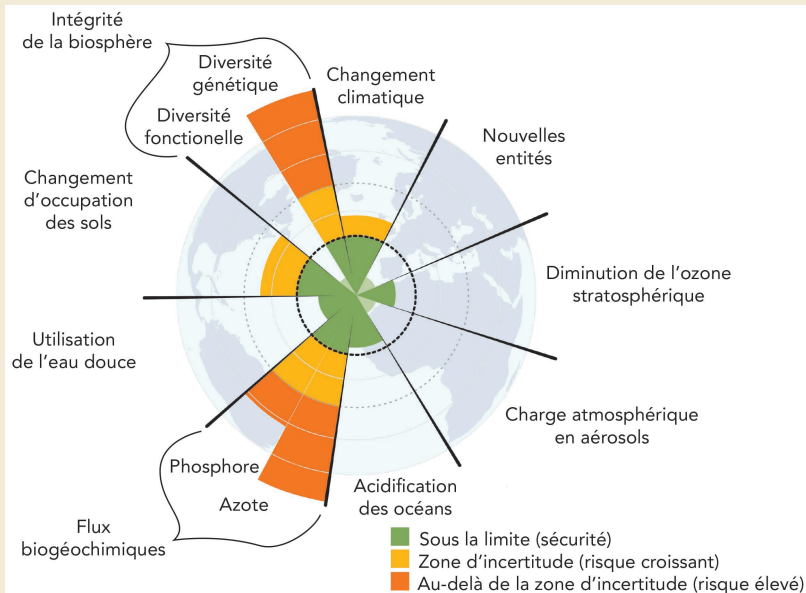 Intégrité
de la biosphère
Diversité
génétique
Diversité
fonctionelle
Changement
climatique
Nouvelles
entités
Changement
d'occupation
des sols
Diminution de l'ozone
stratosphérique
Utilisation
de l'eau douce
Charge atmosphérique
en aérosols
Phosphore
Azote
Acidification
des océans
Flux
biogéochimiques
Sous la limite (sécurité)
Zone d'incertitude (risque croissant)
Au-delà de la zone d'incertitude (risque élevé)